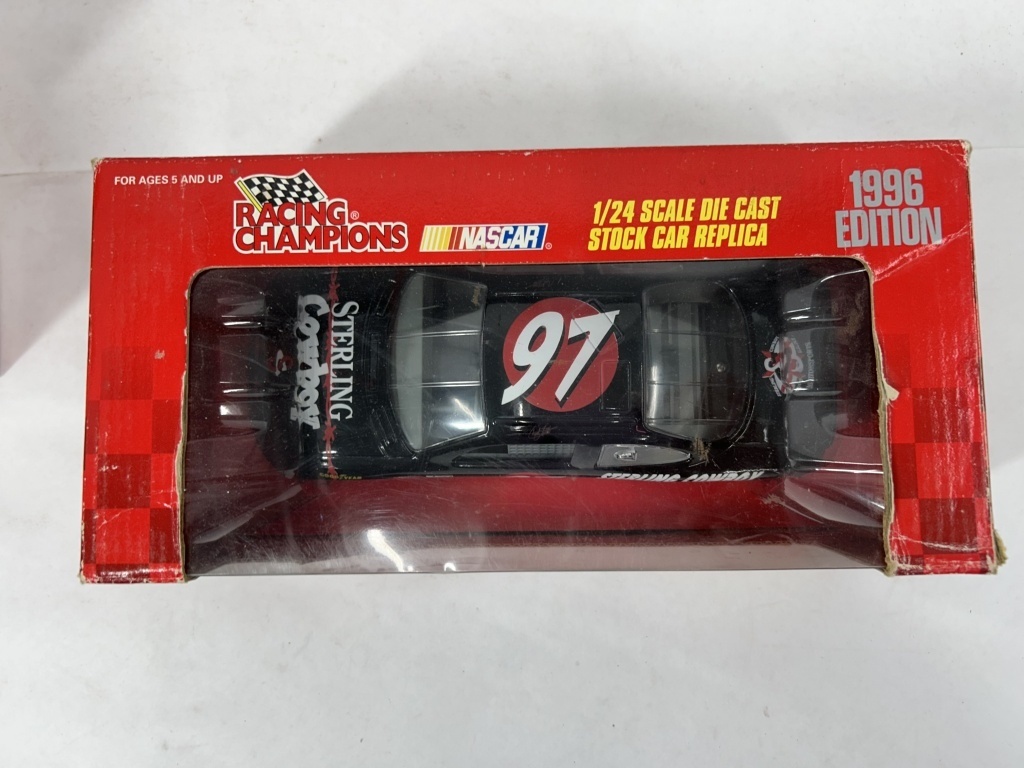 FOR AGES 5 AND UP
RACING
CHAMPIONS®
NASCAR®
1/24 SCALE DIE CAST
STOCK CAR REPLICA
1996
EDITION
STERLING
Cowboy
97
STERLING COWBOY